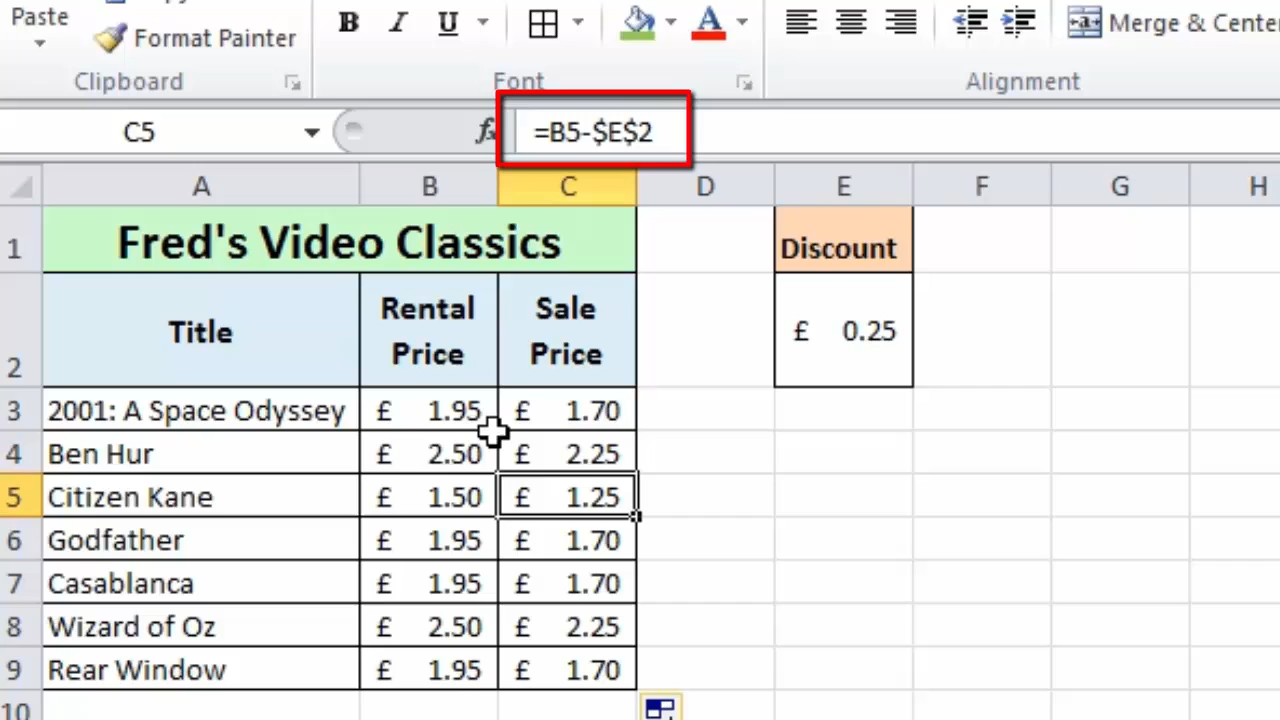 Paste
Format Painter
B I U A
Merge & Center
Clipboard Font Alignment
C5 fx =B5-$E$2
A B C D E F G H
1 Fred's Video Classics Discount
2 Title Rental Price Sale Price £ 0.25
3 2001: A Space Odyssey £ 1.95 £ 1.70
4 Ben Hur £ 2.50 £ 2.25
5 Citizen Kane £ 1.50 £ 1.25
6 Godfather £ 1.95 £ 1.70
7 Casablanca £ 1.95 £ 1.70
8 Wizard of Oz £ 2.50 £ 2.25
9 Rear Window £ 1.95 £ 1.70
10